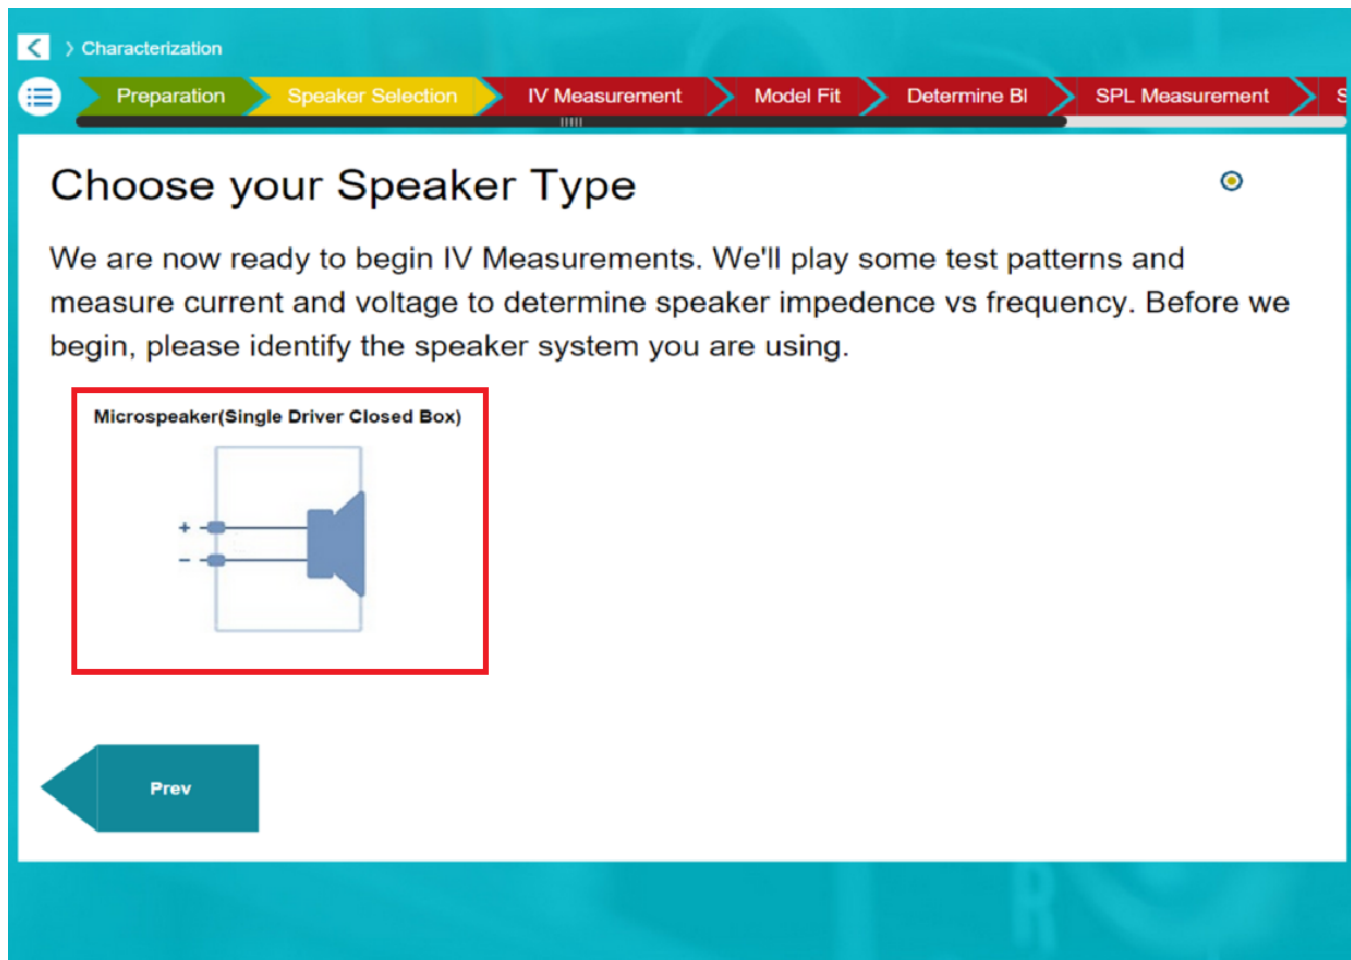 Characterization
Preparation Speaker Selection IV Measurement Model Fit Determine Bl SPL Measurement S
Choose your Speaker Type
We are now ready to begin IV Measurements. We'll play some test patterns and
measure current and voltage to determine speaker impedence vs frequency. Before we
begin, please identify the speaker system you are using.
Microspeaker(Single Driver Closed Box)
+
-
Prev
R